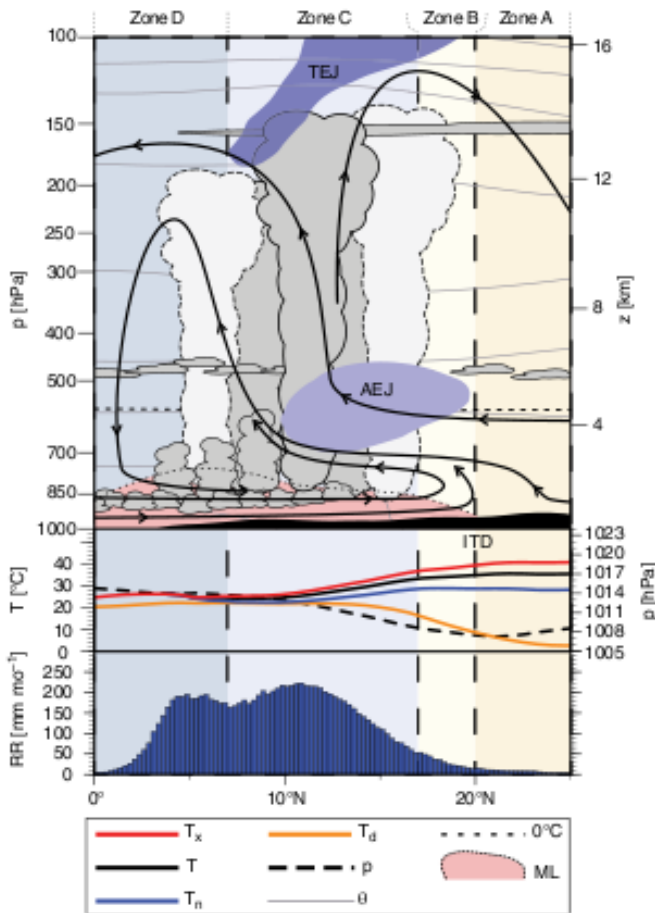 Zone D Zone C Zone B Zone A
100
150
200
250
300
400
500
700
850
1000
p [hPa]
TEJ
AEJ
16
12
8
4
z [km]
ITD
40
30
20
10
0
T [°C]
1023
1020
1017
1014
1011
1008
1005
p [hPa]
250
200
150
100
50
0
RR [mm mo⁻¹]
0° 10°N 20°N
Tₓ T_d 0°C
T p ML
Tₙ θ